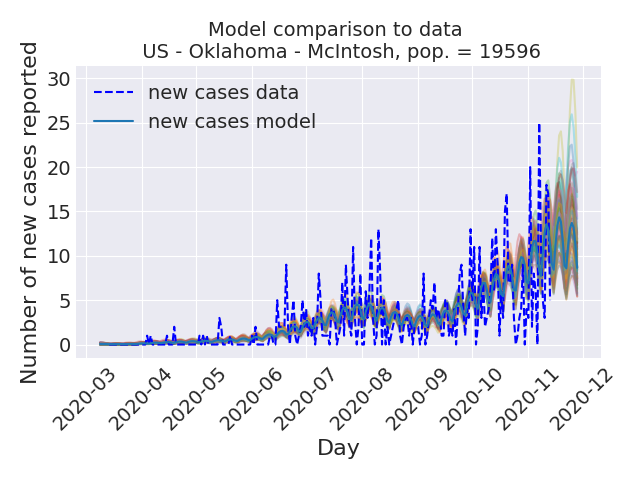 Model comparison to data
US - Oklahoma - McIntosh, pop. = 19596
Number of new cases reported
30
25
20
15
10
5
0
new cases data
new cases model
2020-03
2020-04
2020-05
2020-06
2020-07
2020-08
2020-09
2020-10
2020-11
2020-12
Day